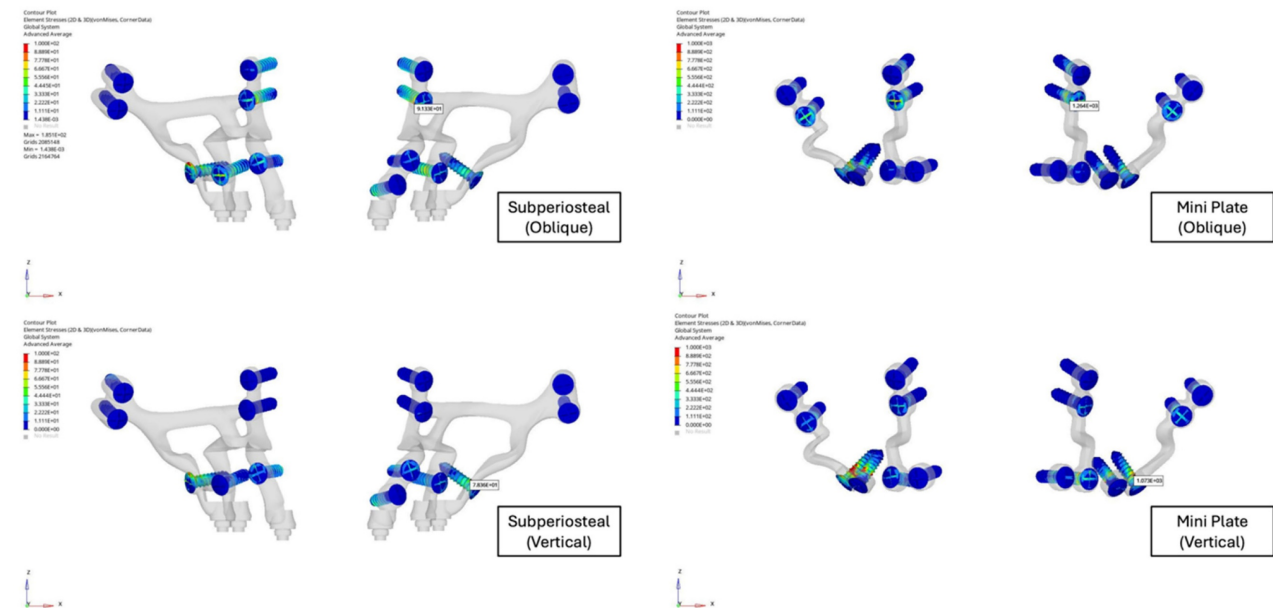 Contour Plot
Element Stresses (2D & 3D)(vonMises, CornerData)
Global System
Advanced Average
1.000E+02
8.889E+01
7.778E+01
6.667E+01
5.556E+01
4.445E+01
3.333E+01
2.222E+01
1.111E+01
1.438E-03
No Result
Max = 1.851E+02
Grids 2085148
Min = 1.438E-03
Grids 2164764
9.133E+01
Subperiosteal
(Oblique)
Z
Y
X
Contour Plot
Element Stresses (2D & 3D)(vonMises, CornerData)
Global System
Advanced Average
1.000E+03
8.889E+02
7.778E+02
6.667E+02
5.556E+02
4.444E+02
3.333E+02
2.222E+02
1.111E+02
0.000E+00
No Result
1.264E+03
Mini Plate
(Oblique)
Z
Y
X
Contour Plot
Element Stresses (2D & 3D)(vonMises, CornerData)
Global System
Advanced Average
1.000E+02
8.889E+01
7.778E+01
6.667E+01
5.556E+01
4.444E+01
3.333E+01
2.222E+01
1.111E+01
0.000E+00
No Result
7.836E+01
Subperiosteal
(Vertical)
Z
Y
X
Contour Plot
Element Stresses (2D & 3D)(vonMises, CornerData)
Global System
Advanced Average
1.000E+03
8.889E+02
7.778E+02
6.667E+02
5.556E+02
4.444E+02
3.333E+02
2.222E+02
1.111E+02
0.000E+00
No Result
1.073E+03
Mini Plate
(Vertical)
Z
Y
X